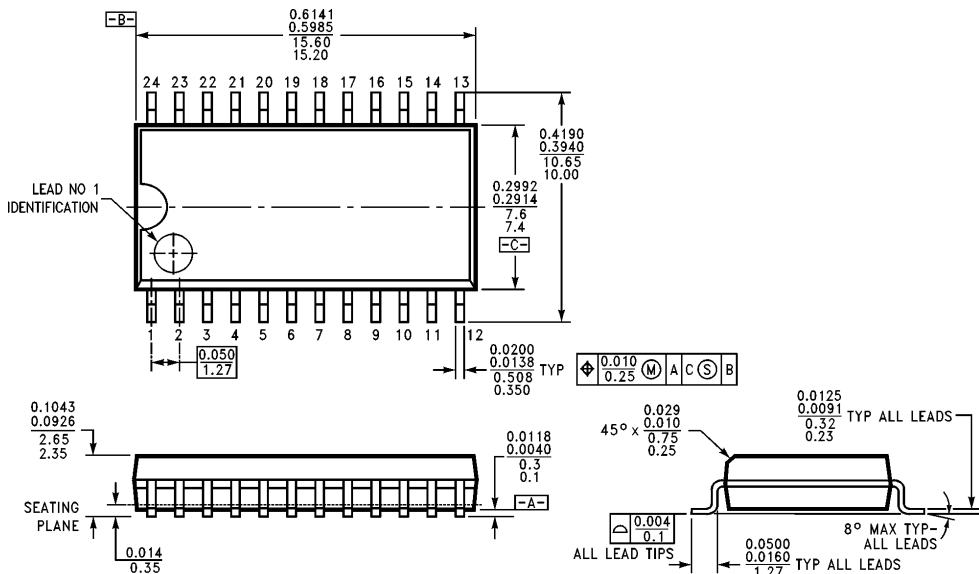 -B-
0.6141
0.5985
15.60
15.20
24 23 22 21 20 19 18 17 16 15 14 13
0.4190
0.3940
10.65
10.00
LEAD NO 1
IDENTIFICATION
0.2992
0.2914
7.6
7.4
-C-
1 2 3 4 5 6 7 8 9 10 11 12
0.050
1.27
0.0200
0.0138
0.508
0.350
TYP
⌖ 0.010 0.25 Ⓜ A C Ⓢ B
0.1043
0.0926
2.65
2.35
0.0118
0.0040
0.3
0.1
-A-
SEATING
PLANE
0.014
0.35
45° x
0.029
0.010
0.75
0.25
0.0125
0.0091
0.32
0.23
TYP ALL LEADS
0.004
0.1
ALL LEAD TIPS
8° MAX TYP-
ALL LEADS
0.0500
0.0160
1.27
TYP ALL LEADS